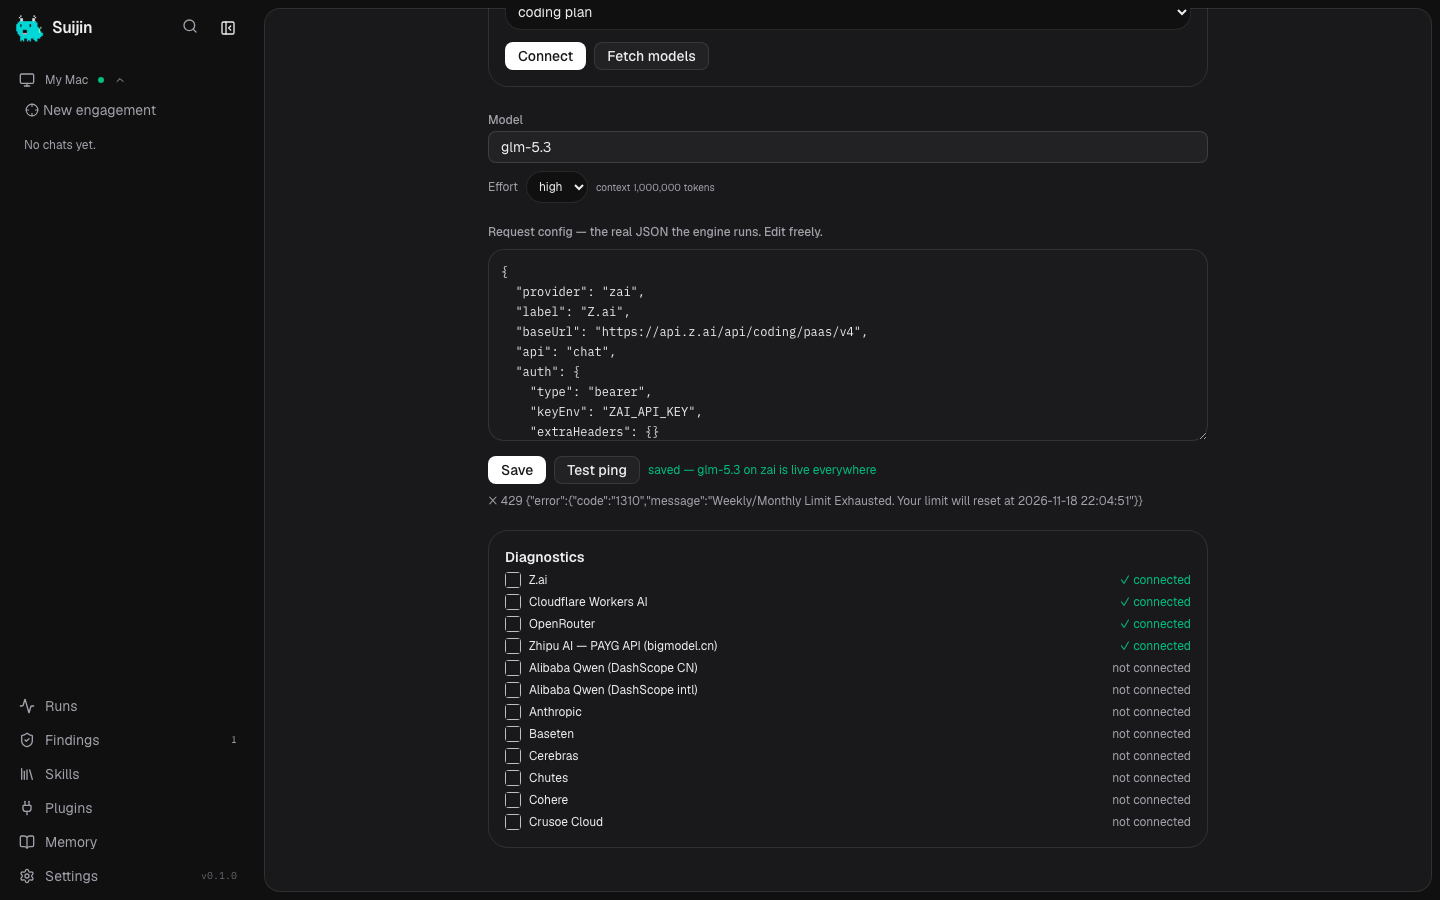 Suijin
My Mac
New engagement
No chats yet.
Runs
Findings 1
Skills
Plugins
Memory
Settings v0.1.0
coding plan
Connect Fetch models
Model
glm-5.3
Effort high context 1,000,000 tokens
Request config — the real JSON the engine runs. Edit freely.
{
"provider": "zai",
"label": "Z.ai",
"baseUrl": "https://api.z.ai/api/coding/paas/v4",
"api": "chat",
"auth": {
"type": "bearer",
"keyEnv": "ZAI_API_KEY",
"extraHeaders": {}
Save Test ping saved — glm-5.3 on zai is live everywhere
✕ 429 {"error":{"code":"1310","message":"Weekly/Monthly Limit Exhausted. Your limit will reset at 2026-11-18 22:04:51"}}
Diagnostics
Z.ai ✓ connected
Cloudflare Workers AI ✓ connected
OpenRouter ✓ connected
Zhipu AI — PAYG API (bigmodel.cn) ✓ connected
Alibaba Qwen (DashScope CN) not connected
Alibaba Qwen (DashScope intl) not connected
Anthropic not connected
Baseten not connected
Cerebras not connected
Chutes not connected
Cohere not connected
Crusoe Cloud not connected